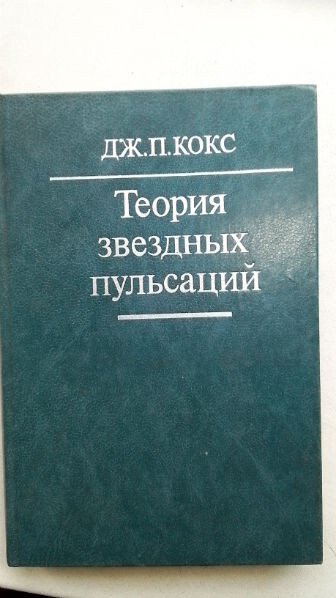 ДЖ.П.КОКС
Теория
звездных
пульсаций